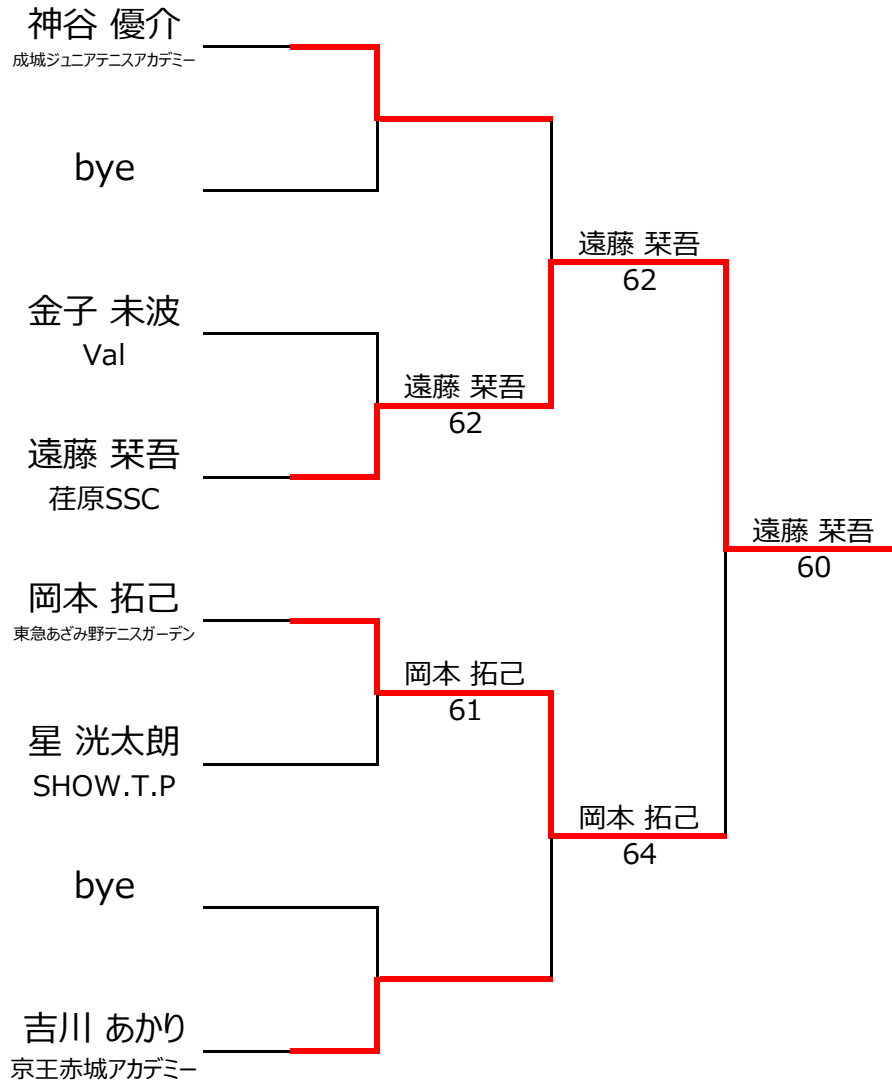 神谷 優介
成城ジュニアテニスアカデミー
bye
金子 未波
Val
遠藤 栞吾
荏原SSC
岡本 拓己
東急あざみ野テニスガーデン
星 洸太朗
SHOW.T.P
bye
吉川 あかり
京王赤城アカデミー
遠藤 栞吾
62
岡本 拓己
61
遠藤 栞吾
62
岡本 拓己
64
遠藤 栞吾
60